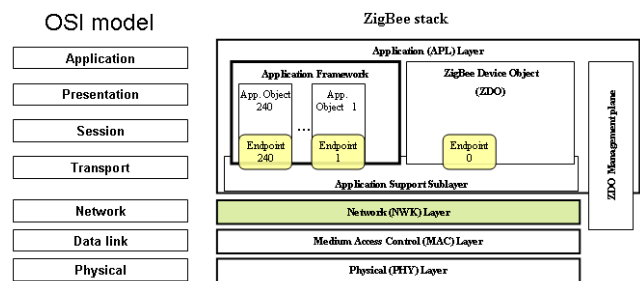 OSI model
ZigBee stack
Application
Presentation
Session
Transport
Network
Data link
Physical
Application (APL) Layer
Application Framework
App. Object
240
...
App.
Object 1
Endpoint
240
Endpoint
1
ZigBee Device Object
(ZDO)
Endpoint
0
Application Support Sublayer
ZDO Management plane
Network (NWK) Layer
Medium Access Control (MAC) Layer
Physical (PHY) Layer